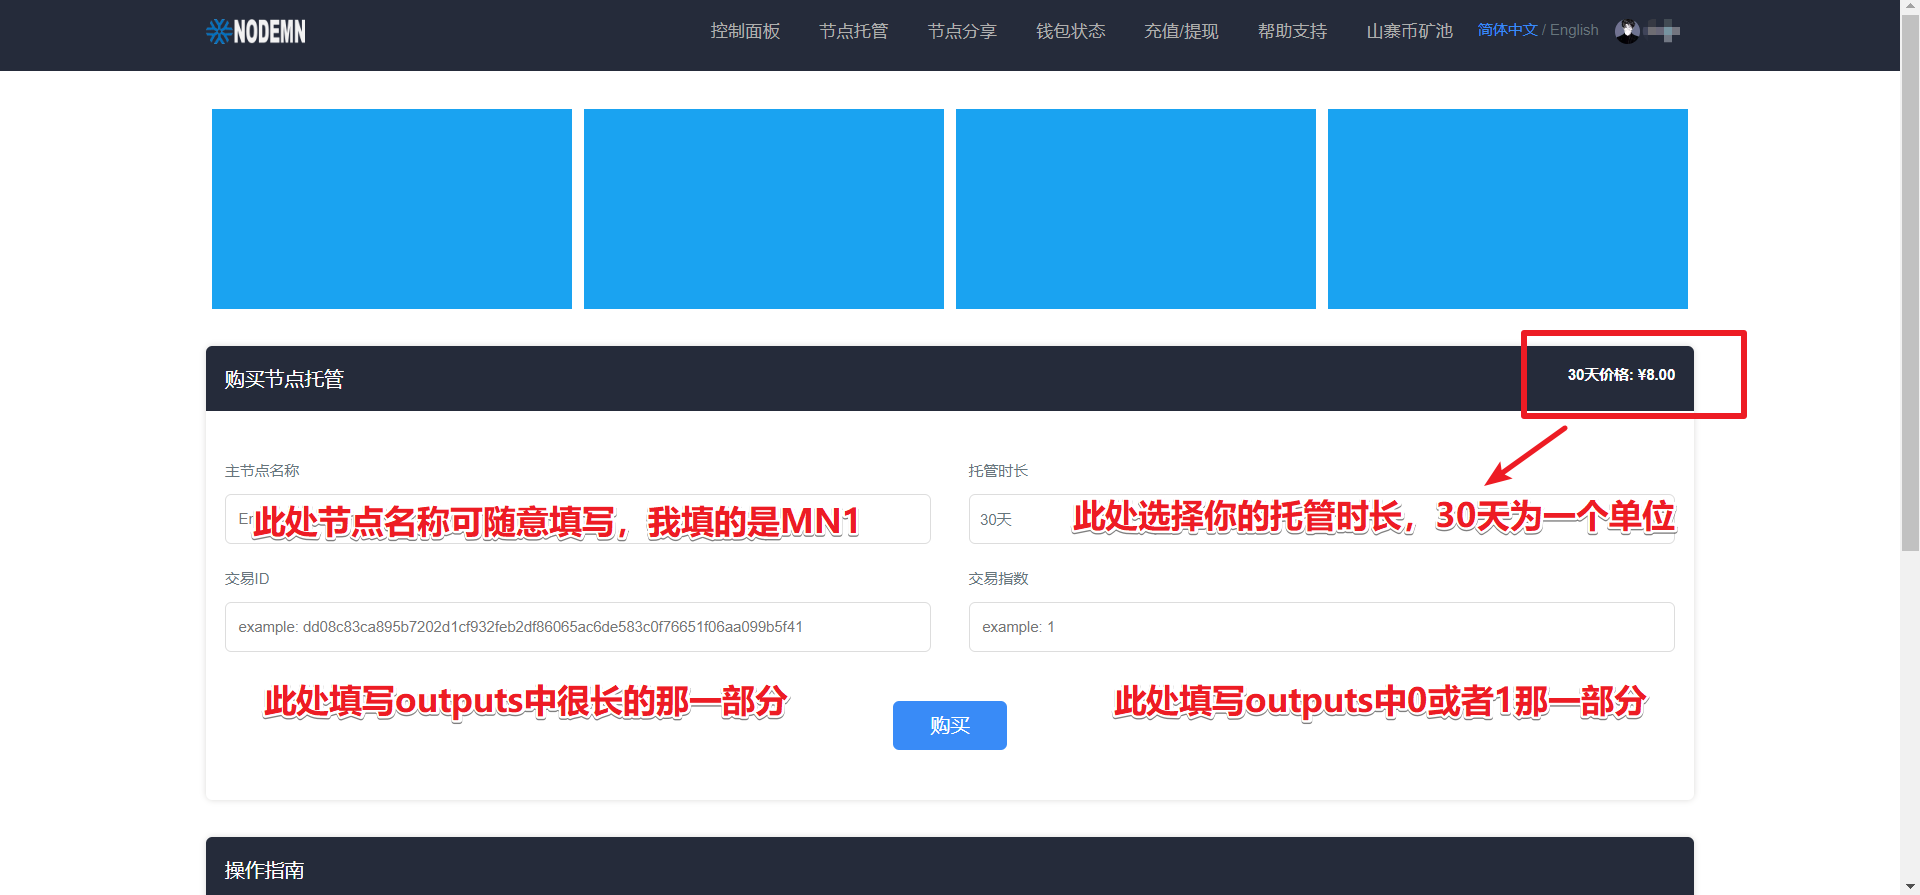 NODEMN
控制面板
节点托管
节点分享
钱包状态
充值/提现
帮助支持
山寨币矿池
简体中文 / English
购买节点托管
30天价格: ¥8.00
主节点名称
托管时长
此处节点名称可随意填写，我填的是MN1
30天
此处选择你的托管时长，30天为一个单位
交易ID
交易指数
example: dd08c83ca895b7202d1cf932feb2df86065ac6de583c0f76651f06aa099b5f41
example: 1
此处填写outputs中很长的那一部分
此处填写outputs中0或者1那一部分
购买
操作指南